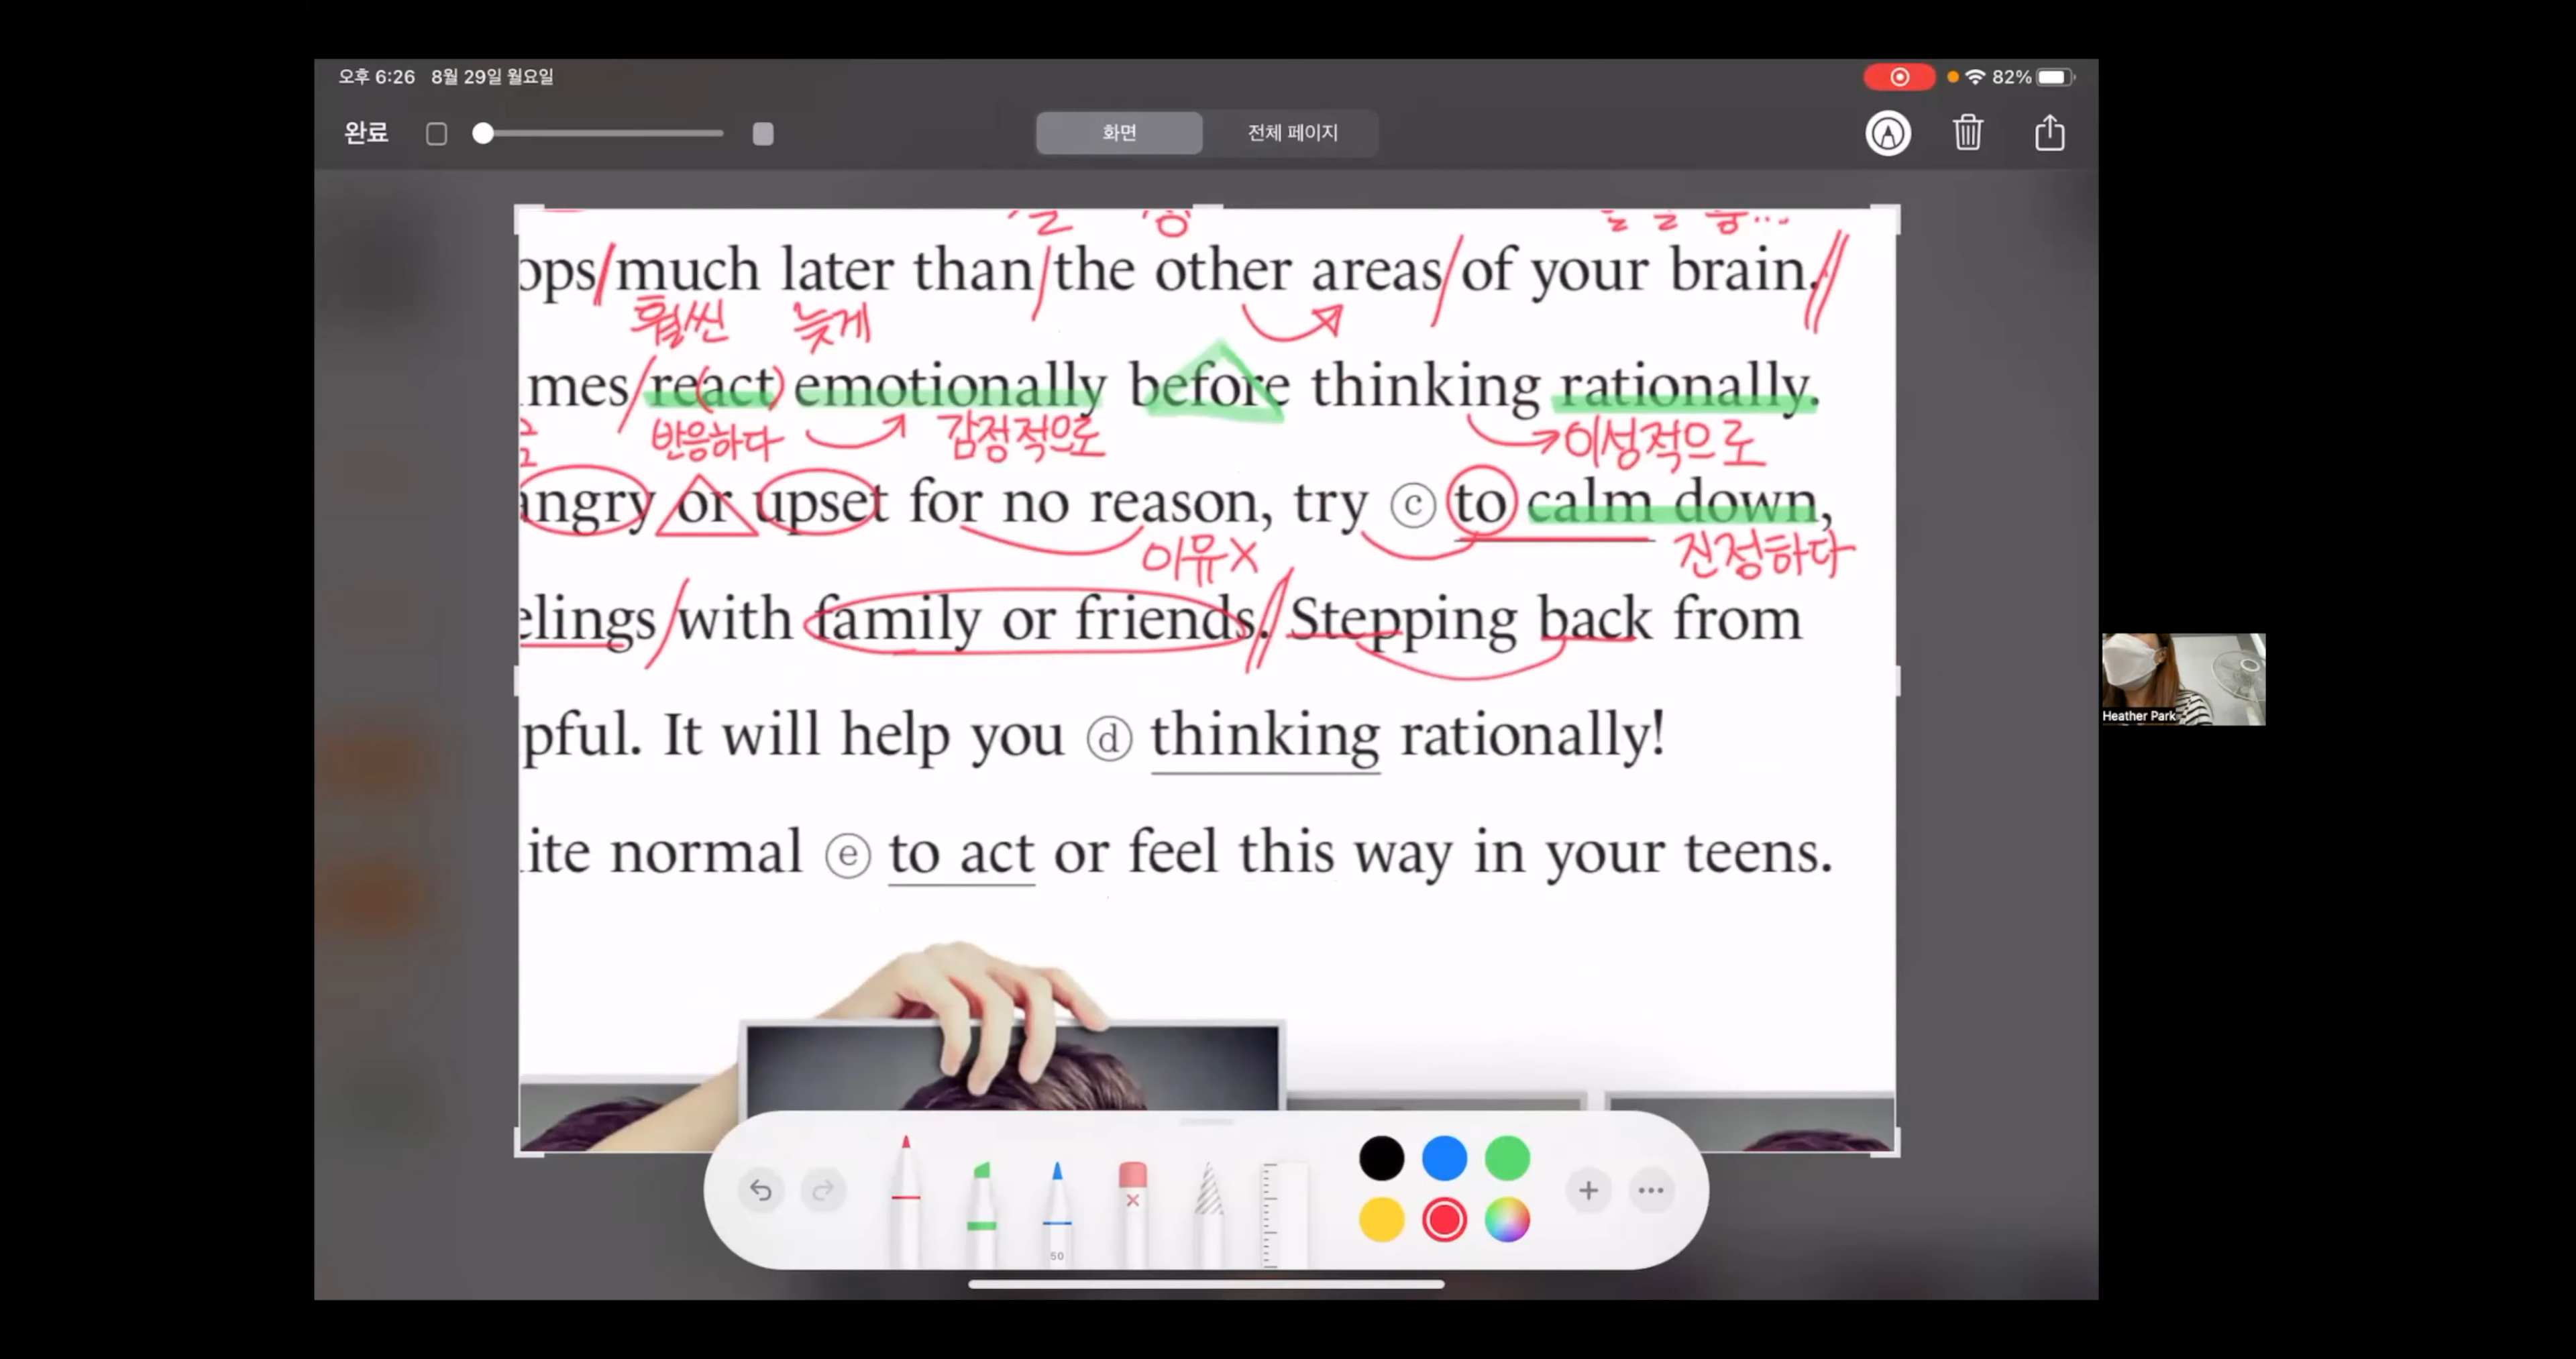 오후 6:26 8월 29일 월요일
82%
완료
화면
전체 페이지
ops/much later than/the other areas/of your brain.//
훨씬 늦게
mes/re(act) emotionally before thinking rationally.
반응하다 감정적으로 이성적으로
angry or upset for no reason, try ⓒ to calm down,
이유X 진정하다
elings/with family or friends.// Stepping back from
pful. It will help you ⓓ thinking rationally!
ite normal ⓔ to act or feel this way in your teens.
Heather Park
50